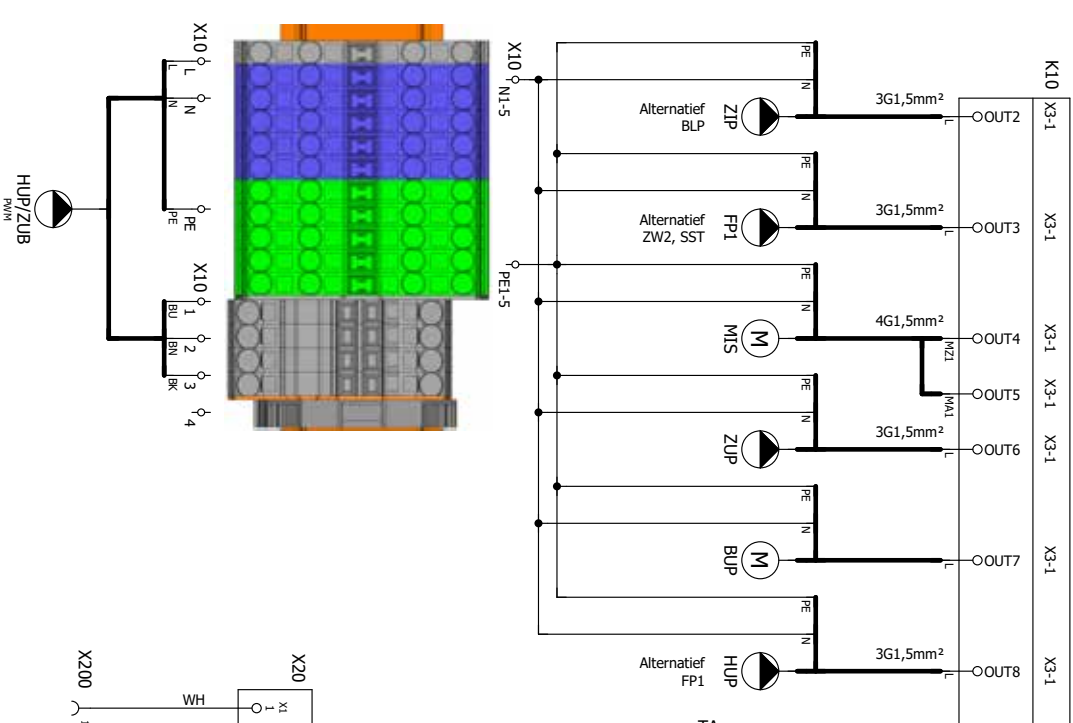 K10
X3-1
OUT2
3G1,5mm²
L
PE
N
ZIP
Alternatief
BLP
X3-1
OUT3
3G1,5mm²
L
PE
N
FP1
Alternatief
ZW2, SST
X3-1
OUT4
4G1,5mm²
MZ1
PE
N
M
MIS
X3-1
OUT5
MA1
X3-1
OUT6
3G1,5mm²
L
PE
N
ZUP
X3-1
OUT7
L
PE
N
M
BUP
X3-1
OUT8
3G1,5mm²
L
PE
N
HUP
Alternatief
FP1
X10
N1-5
PE1-5
X10
L
L
N
N
PE
PE
HUP/ZUB
PWM
X10
1
BU
2
BN
3
BK
4
X200
WH
X20
X1
1